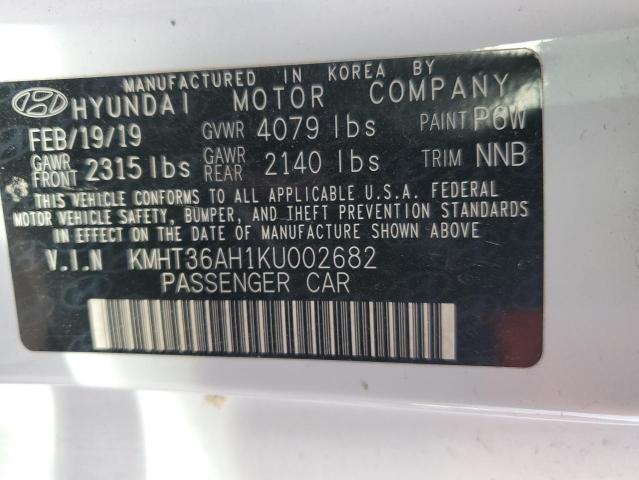 MANUFACTURED IN KOREA BY
HYUNDAI MOTOR COMPANY
FEB/19/19 GVWR 4079 lbs PAINT P6W
GAWR FRONT 2315 lbs GAWR REAR 2140 lbs TRIM NNB
THIS VEHICLE CONFORMS TO ALL APPLICABLE U.S.A. FEDERAL
MOTOR VEHICLE SAFETY, BUMPER, AND THEFT PREVENTION STANDARDS
IN EFFECT ON THE DATE OF MANUFACTURE SHOWN ABOVE.
V.I.N KMHT36AH1KU002682
PASSENGER CAR